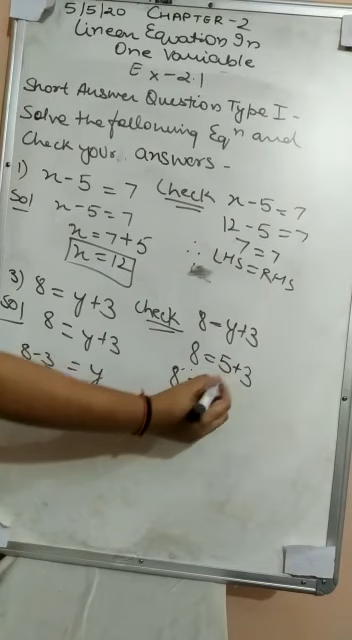 5/5/20 CHAPTER-2
Linear Equation In
One Variable
Ex-2.1
Short Answer Question Type I -
Solve the following Eqⁿ and
Check your answers -
1) x-5=7
Sol x-5=7
x=7+5
x=12
Check x-5=7
12-5=7
7=7
∴ LHS=RHS
3) 8=y+3
Sol 8=y+3
8-3=y
Check 8=y+3
8=5+3
8=